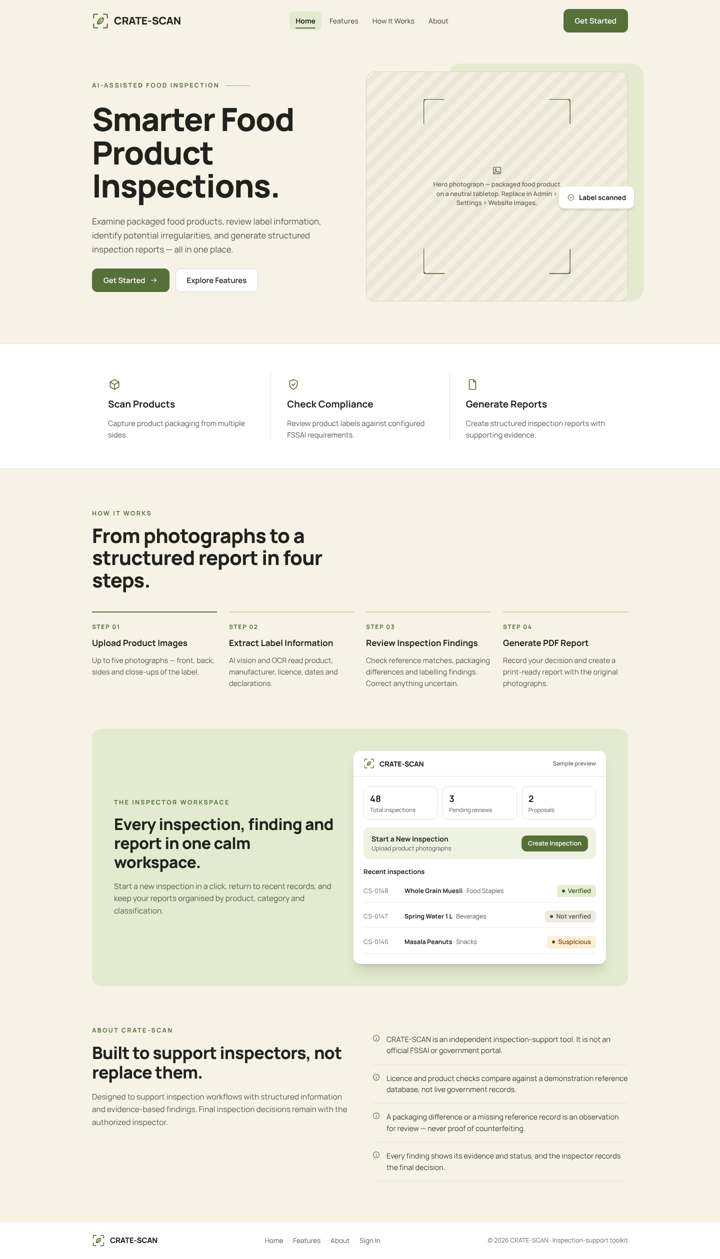 CRATE-SCAN
Home Features How It Works About
Get Started
AI-ASSISTED FOOD INSPECTION
Smarter Food
Product
Inspections.
Examine packaged food products, review label information,
identify potential irregularities, and generate structured
inspection reports — all in one place.
Get Started →
Explore Features
Hero photograph — packaged food product
on a neutral tabletop. Replace in Admin ›
Settings › Website Images.
Label scanned
Scan Products
Capture product packaging from multiple
sides.
Check Compliance
Review product labels against configured
FSSAI requirements.
Generate Reports
Create structured inspection reports with
supporting evidence.
HOW IT WORKS
From photographs to a
structured report in four
steps.
STEP 01
Upload Product Images
Up to five photographs — front, back,
sides and close-ups of the label.
STEP 02
Extract Label Information
AI vision and OCR read product,
manufacturer, licence, dates and
declarations.
STEP 03
Review Inspection Findings
Check reference matches, packaging
differences and labelling findings.
Correct anything uncertain.
STEP 04
Generate PDF Report
Record your decision and create a
print-ready report with the original
photographs.
THE INSPECTOR WORKSPACE
Every inspection, finding and
report in one calm
workspace.
Start a new inspection in a click, return to recent records, and
keep your reports organised by product, category and
classification.
CRATE-SCAN
Sample preview
48
Total inspections
3
Pending reviews
2
Proposals
Start a New Inspection
Upload product photographs
Create Inspection
Recent inspections
CS-0148 Whole Grain Muesli · Food Staples Verified
CS-0147 Spring Water 1 L · Beverages Not verified
CS-0146 Masala Peanuts · Snacks Suspicious
ABOUT CRATE-SCAN
Built to support inspectors, not
replace them.
Designed to support inspection workflows with structured information
and evidence-based findings. Final inspection decisions remain with the
authorized inspector.
CRATE-SCAN is an independent inspection-support tool. It is not an
official FSSAI or government portal.
Licence and product checks compare against a demonstration reference
database, not live government records.
A packaging difference or a missing reference record is an observation
for review — never proof of counterfeiting.
Every finding shows its evidence and status, and the inspector records
the final decision.
CRATE-SCAN
Home Features About Sign In
© 2026 CRATE-SCAN · Inspection-support toolkit